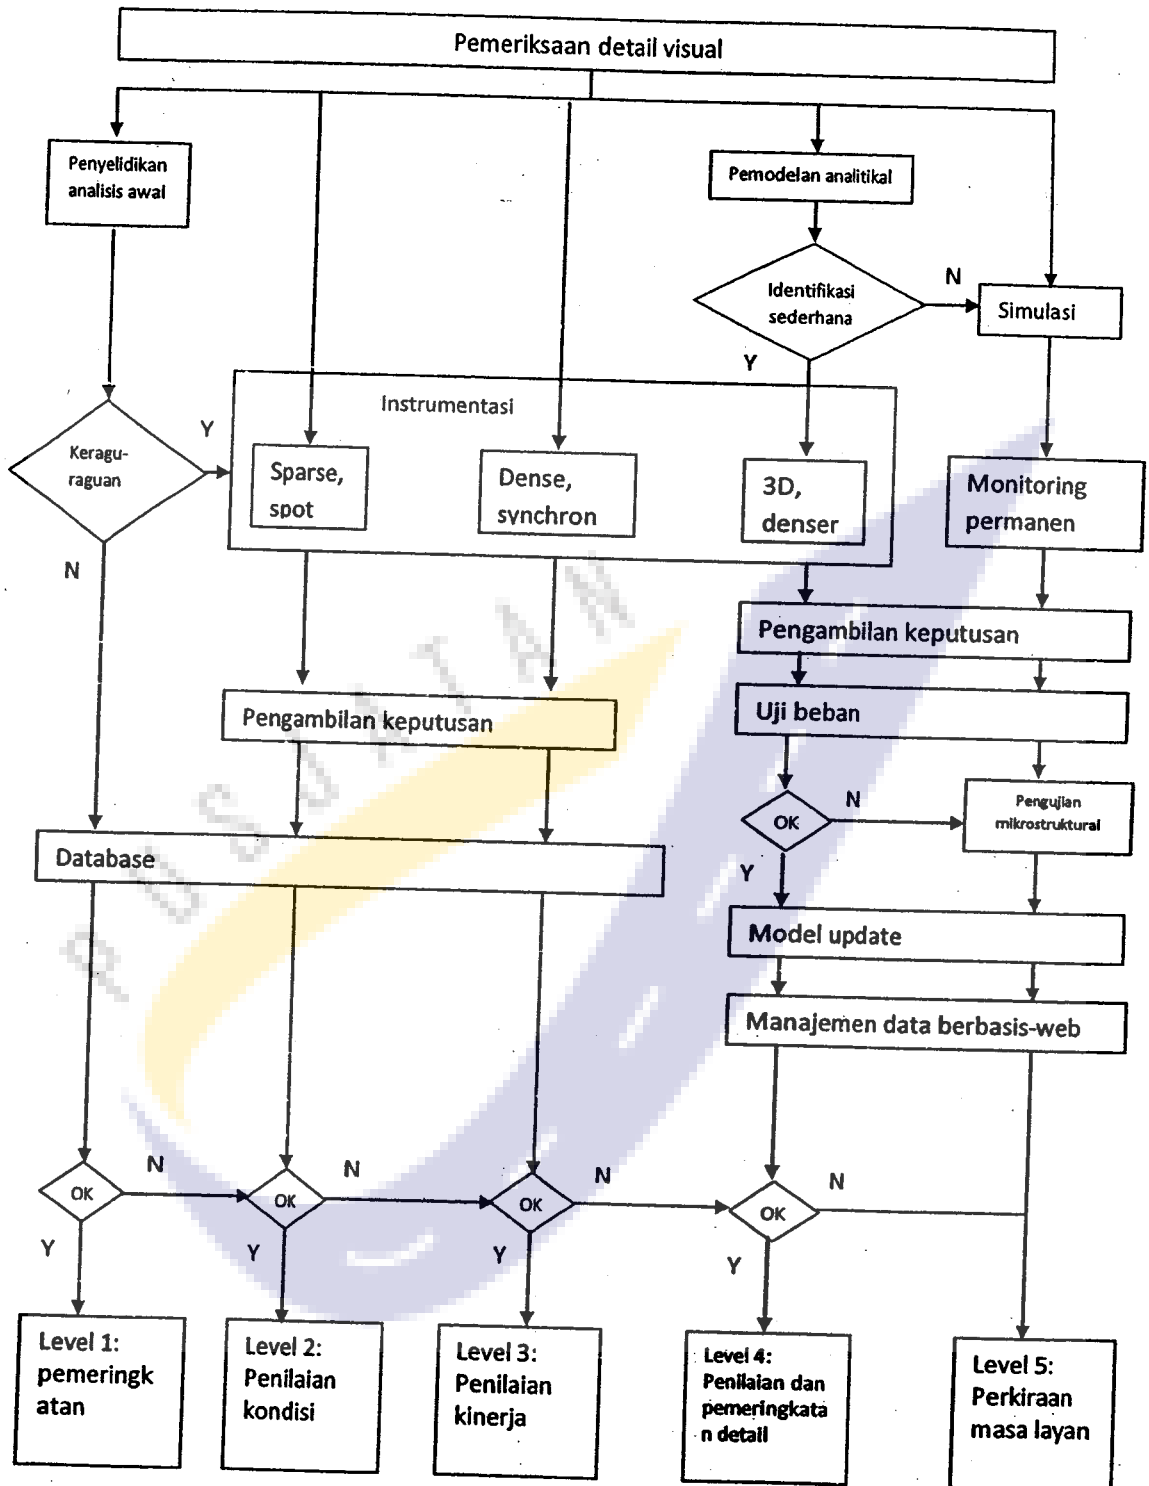 Pemeriksaan detail visual
Penyelidikan
analisis awal
Pemodelan analitikal
Identifikasi
sederhana
N
Simulasi
Y
Instrumentasi
Keragu-
raguan
Y
Sparse,
spot
Dense,
synchron
3D,
denser
Monitoring
permanen
N
Pengambilan keputusan
Uji beban
Pengambilan keputusan
OK
N
Pengujian
mikrostruktural
Y
Database
Model update
Manajemen data berbasis-web
OK
N
OK
N
OK
N
OK
N
Y
Y
Y
Y
Level 1:
pemeringk
atan
Level 2:
Penilaian
kondisi
Level 3:
Penilaian
kinerja
Level 4:
Penilaian dan
pemeringkata
n detail
Level 5:
Perkiraan
masa layan
PUSJATAN